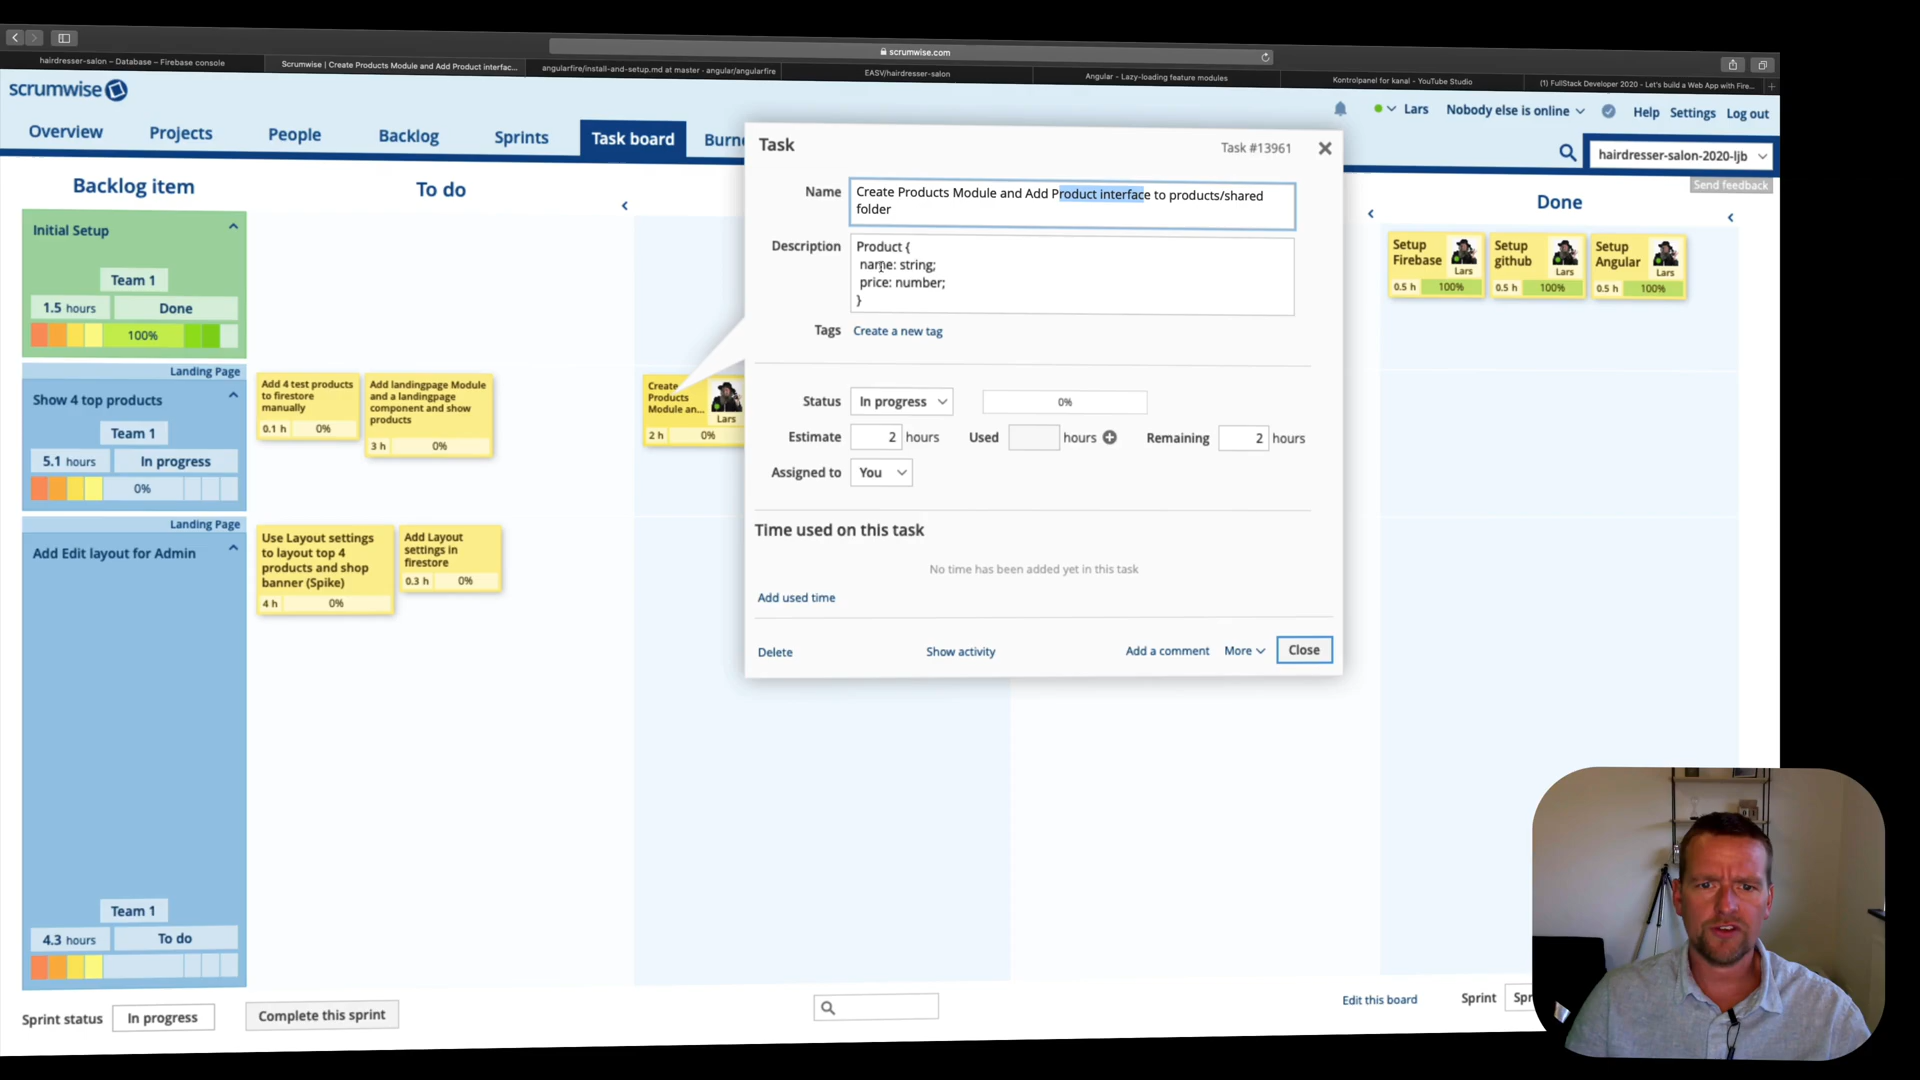 scrumwise.com
hairdresser-salon – Database – Firebase console
Scrumwise | Create Products Module and Add Product interfac...
angularfire/install-and-setup.md at master · angular/angularfire
EASV/hairdresser-salon
Angular - Lazy-loading feature modules
Kontrolpanel for kanal - YouTube Studio
(1) FullStack Developer 2020 - Let's build a Web App with Fire...
scrumwise
Lars
Nobody else is online
Help
Settings
Log out
Overview
Projects
People
Backlog
Sprints
Task board
Burn
hairdresser-salon-2020-ljb
Send feedback
Backlog item
To do
Done
Initial Setup
Team 1
1.5 hours
Done
100%
Landing Page
Show 4 top products
Team 1
5.1 hours
In progress
0%
Landing Page
Add Edit layout for Admin
Team 1
4.3 hours
To do
Add 4 test products
to firestore
manually
0.1 h
0%
Add landingpage Module
and a landingpage
component and show
products
3 h
0%
Use Layout settings
to layout top 4
products and shop
banner (Spike)
4 h
0%
Add Layout
settings in
firestore
0.3 h
0%
Create
Products
Module an...
Lars
2 h
0%
Task
Task #13961
Name
Create Products Module and Add Product interface to products/shared
folder
Description
Product {
name: string;
price: number;
}
Tags
Create a new tag
Status
In progress
0%
Estimate
2
hours
Used
hours
Remaining
2
hours
Assigned to
You
Time used on this task
No time has been added yet in this task
Add used time
Delete
Show activity
Add a comment
More
Close
Setup
Firebase
Lars
0.5 h
100%
Setup
github
Lars
0.5 h
100%
Setup
Angular
Lars
0.5 h
100%
Sprint status
In progress
Complete this sprint
Edit this board
Sprint